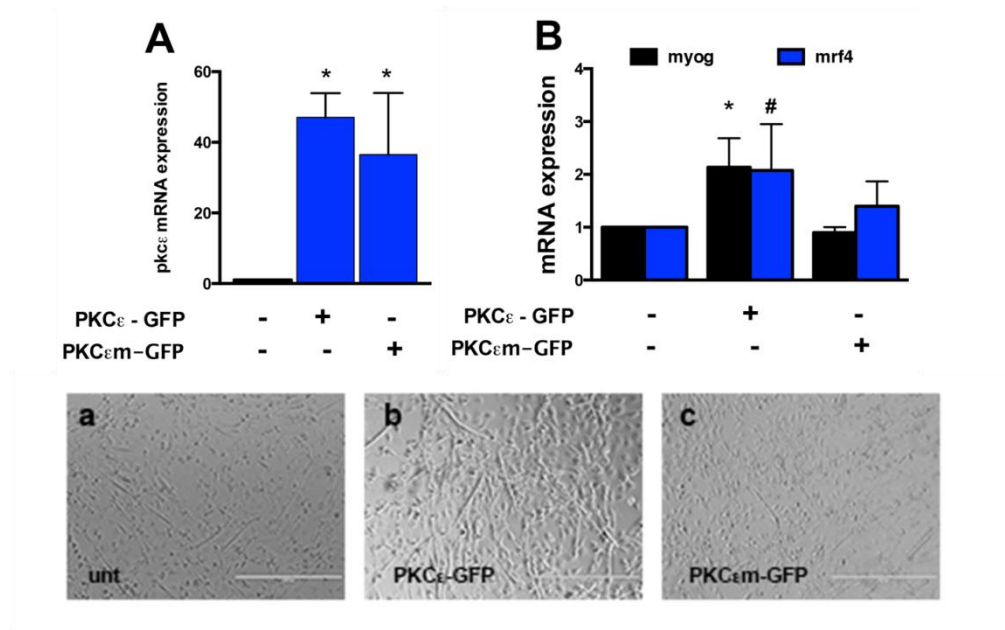 A
pkcε mRNA expression
60
40
20
0
* *
PKCε - GFP - + -
PKCεm-GFP - - +
B
myog mrf4
mRNA expression
4
3
2
1
0
* #
PKCε - GFP - + -
PKCεm-GFP - - +
a
unt
b
PKCε-GFP
c
PKCεm-GFP